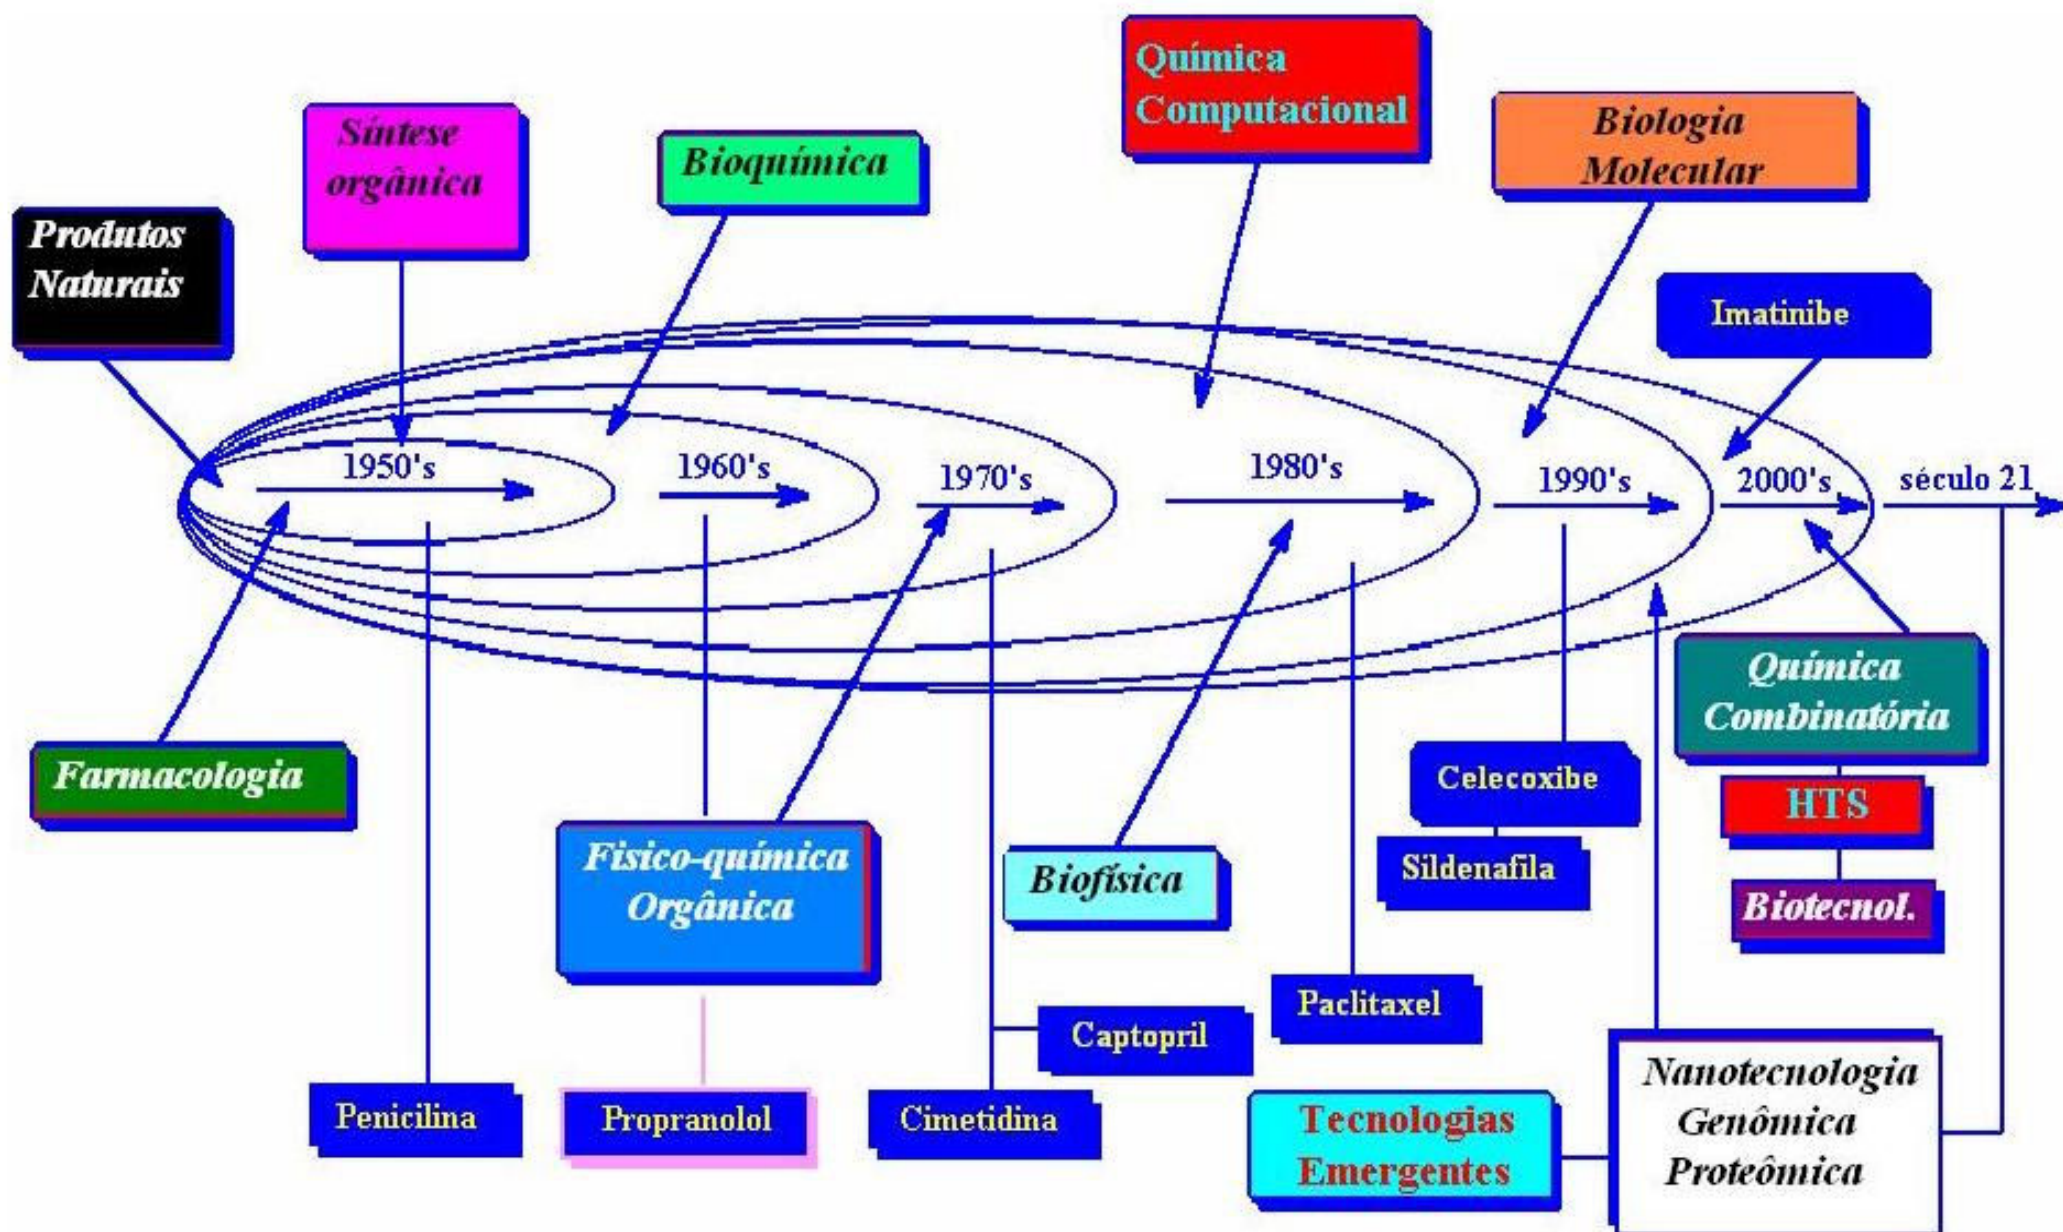 Química
Computacional
Síntese
orgânica
Biologia
Molecular
Bioquímica
Produtos
Naturais
Imatinibe
1950's
1960's
1970's
1980's
1990's
2000's
século 21
Química
Combinatória
Farmacologia
Celecoxibe
HTS
Fisico-química
Orgânica
Biofísica
Sildenafila
Biotecnol.
Paclitaxel
Captopril
Nanotecnologia
Genômica
Proteômica
Penicilina
Propranolol
Cimetidina
Tecnologias
Emergentes